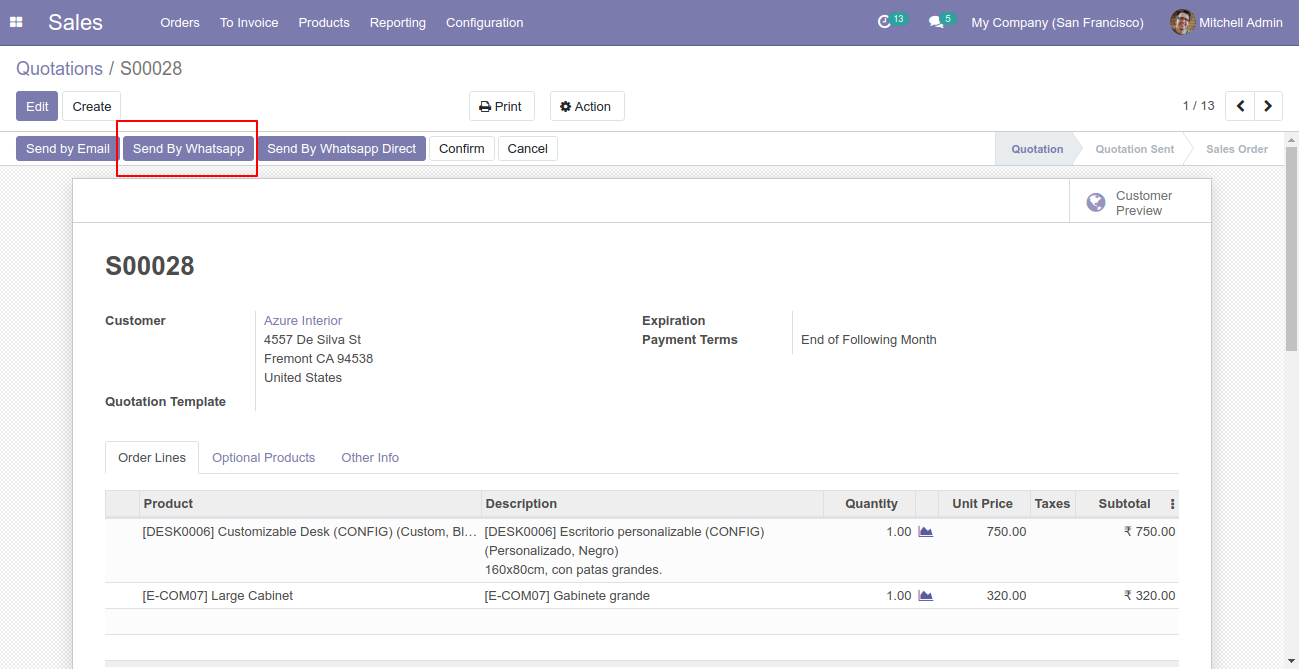 Sales Orders To Invoice Products Reporting Configuration 13 5 My Company (San Francisco) Mitchell Admin
Quotations / S00028
Edit Create Print Action 1 / 13
Send by Email Send By Whatsapp Send By Whatsapp Direct Confirm Cancel Quotation Quotation Sent Sales Order
Customer
Preview
S00028
Customer Azure Interior Expiration
4557 De Silva St Payment Terms End of Following Month
Fremont CA 94538
United States
Quotation Template
Order Lines Optional Products Other Info
Product Description Quantity Unit Price Taxes Subtotal
[DESK0006] Customizable Desk (CONFIG) (Custom, Bl… [DESK0006] Escritorio personalizable (CONFIG) 1.00 750.00 ₹ 750.00
(Personalizado, Negro)
160x80cm, con patas grandes.
[E-COM07] Large Cabinet [E-COM07] Gabinete grande 1.00 320.00 ₹ 320.00